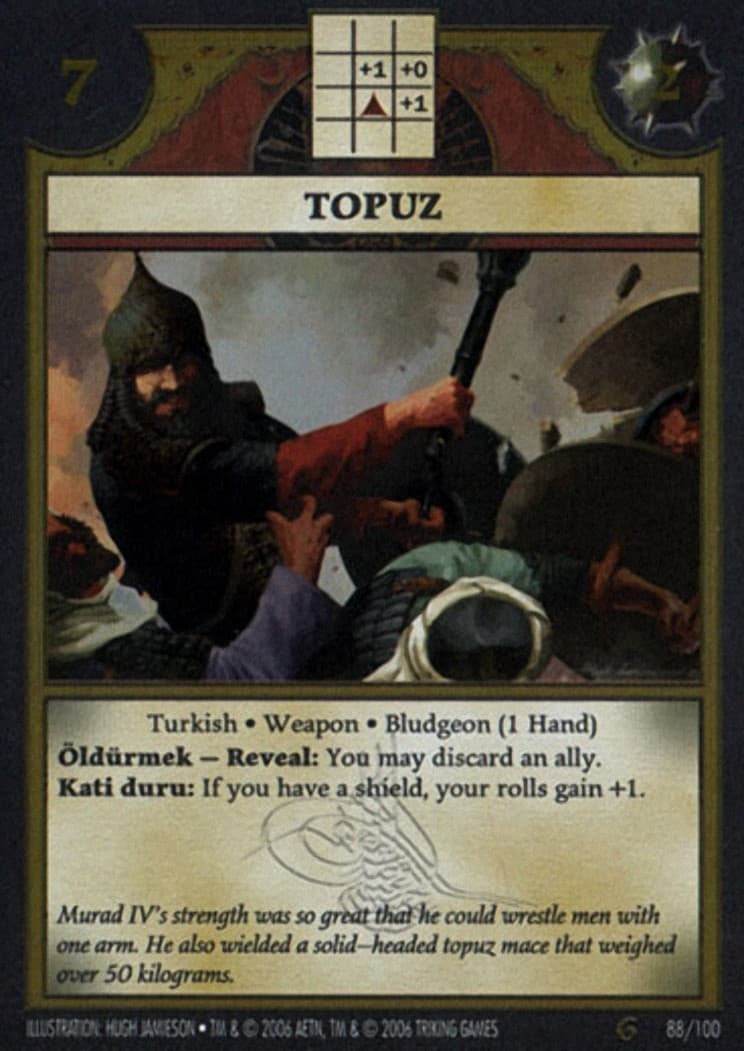 7
+1 +0
2
+1
TOPUZ
Turkish • Weapon • Bludgeon (1 Hand)
Öldürmek — Reveal: You may discard an ally.
Kati duru: If you have a shield, your rolls gain +1.
Murad IV's strength was so great that he could wrestle men with
one arm. He also wielded a solid-headed topuz mace that weighed
over 50 kilograms.
ILLUSTRATION: HUGH JAMIESON • TM & © 2006 AETN, TM & © 2006 TRIKING GAMES
G 88/100